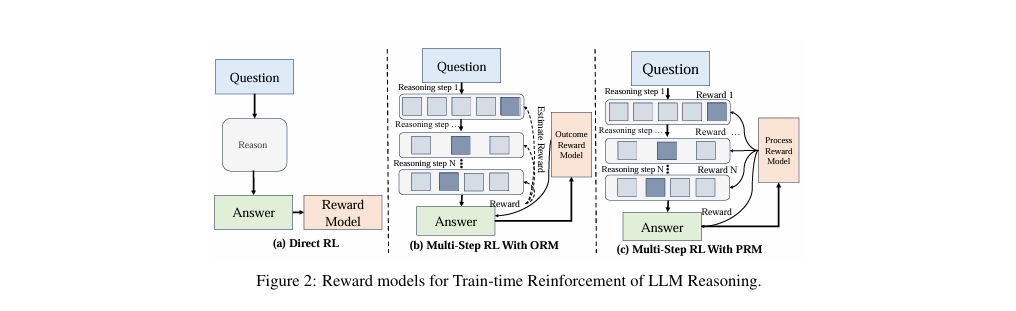 Question
Reason
Answer
Reward
Model
(a) Direct RL
Question
Reasoning step 1
Reasoning step ...
Reasoning step N
Estimate Reward
Outcome
Reward
Model
Reward
Answer
(b) Multi-Step RL With ORM
Question
Reasoning step 1
Reward 1
Reasoning step ...
Reward ...
Reasoning step N
Reward N
Process
Reward
Model
Reward
Answer
(c) Multi-Step RL With PRM
Figure 2: Reward models for Train-time Reinforcement of LLM Reasoning.